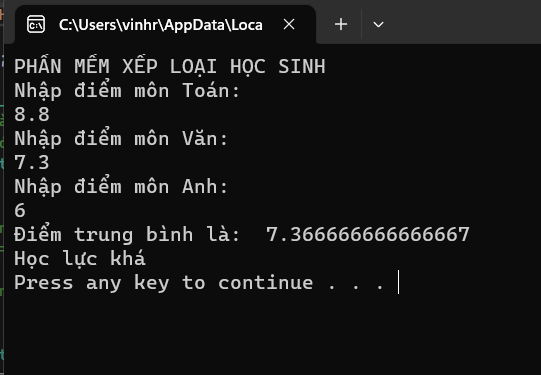 C:\Users\vinhr\AppData\Loca
PHẦN MỀM XẾP LOẠI HỌC SINH
Nhập điểm môn Toán:
8.8
Nhập điểm môn Văn:
7.3
Nhập điểm môn Anh:
6
Điểm trung bình là:  7.366666666666667
Học lực khá
Press any key to continue . . .